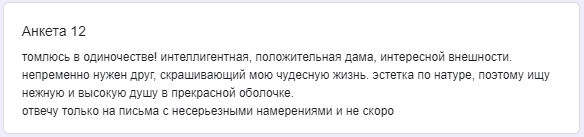 Анкета 12
томлюсь в одиночестве! интеллигентная, положительная дама, интересной внешности.
непременно нужен друг, скрашивающий мою чудесную жизнь. эстетка по натуре, поэтому ищу
нежную и высокую душу в прекрасной оболочке.
отвечу только на письма с несерьезными намерениями и не скоро